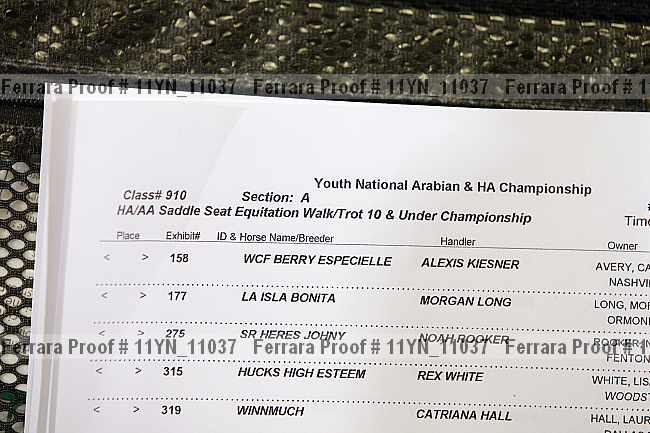 Ferrara Proof # 11YN_11037 Ferrara Proof # 11YN_11037 Ferrara Proof # 11YN_11037
Youth National Arabian & HA Championship
Class# 910 Section: A
HA/AA Saddle Seat Equitation Walk/Trot 10 & Under Championship
Place Exhibit# ID & Horse Name/Breeder Handler Owner
< > 158 WCF BERRY ESPECIELLE ALEXIS KIESNER AVERY, CA
NASHVI
< > 177 LA ISLA BONITA MORGAN LONG LONG, MOR
ORMON
< > 275 SR HERES JOHNY NOAH ROOKER ROOKER
Ferrara Proof # 11YN_11037 Ferrara Proof # 11YN_11037 Ferrara Proof # 11YN_11037
FENTON
< > 315 HUCKS HIGH ESTEEM REX WHITE WHITE, LIS
WOODST
< > 319 WINNMUCH CATRIANA HALL HALL, LAUR